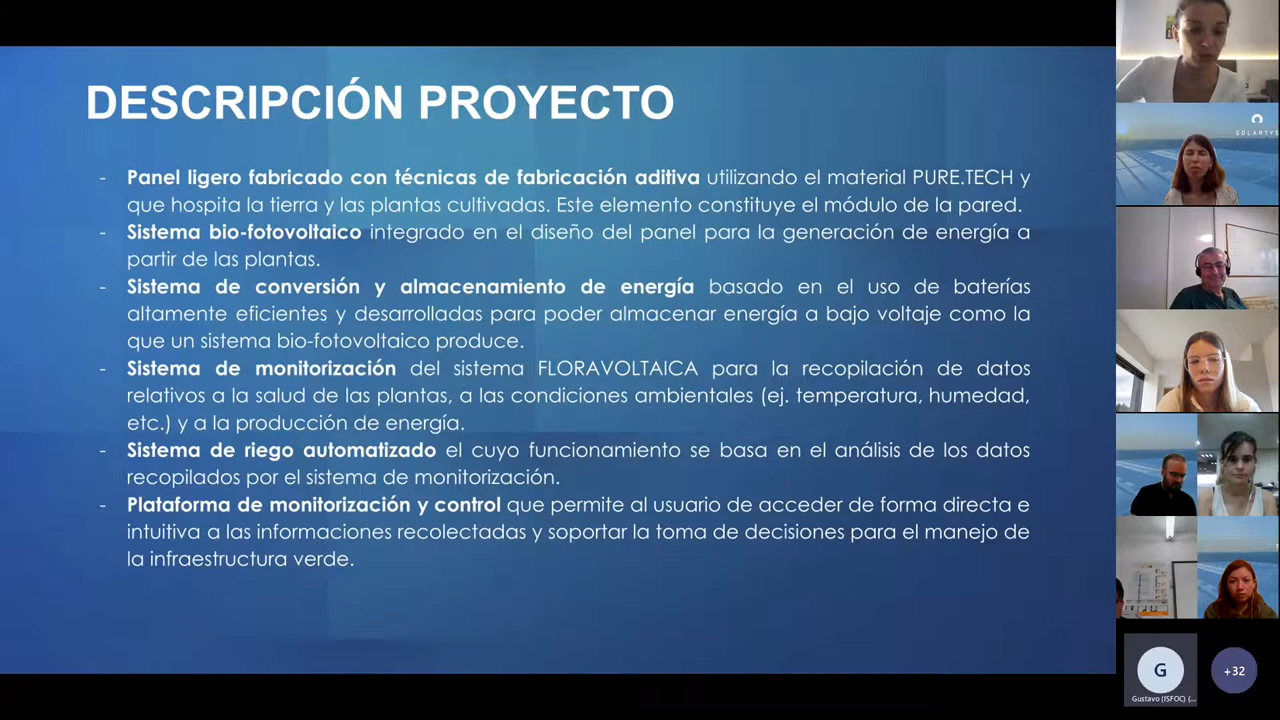 DESCRIPCIÓN PROYECTO
- Panel ligero fabricado con técnicas de fabricación aditiva utilizando el material PURE.TECH y
que hospita la tierra y las plantas cultivadas. Este elemento constituye el módulo de la pared.
- Sistema bio-fotovoltaico integrado en el diseño del panel para la generación de energía a
partir de las plantas.
- Sistema de conversión y almacenamiento de energía basado en el uso de baterías
altamente eficientes y desarrolladas para poder almacenar energía a bajo voltaje como la
que un sistema bio-fotovoltaico produce.
- Sistema de monitorización del sistema FLORAVOLTAICA para la recopilación de datos
relativos a la salud de las plantas, a las condiciones ambientales (ej. temperatura, humedad,
etc.) y a la producción de energía.
- Sistema de riego automatizado el cuyo funcionamiento se basa en el análisis de los datos
recopilados por el sistema de monitorización.
- Plataforma de monitorización y control que permite al usuario de acceder de forma directa e
intuitiva a las informaciones recolectadas y soportar la toma de decisiones para el manejo de
la infraestructura verde.
SOLARTYS
G
+32
Gustavo (ISFOC) (...